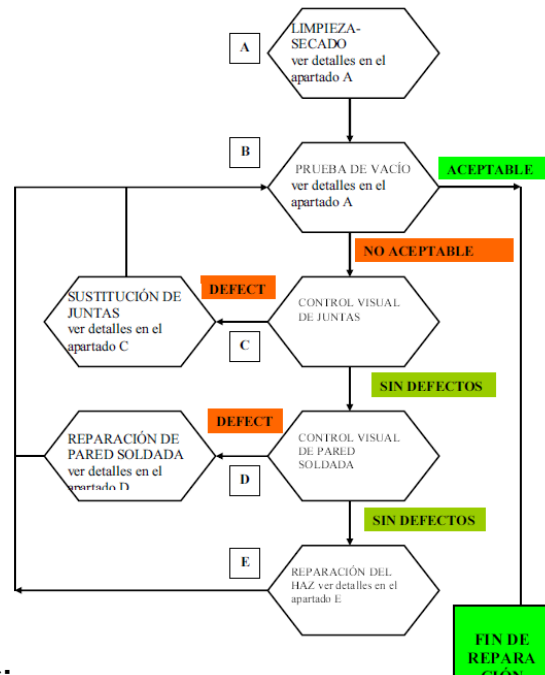 A
LIMPIEZA-
SECADO
ver detalles en el
apartado A
B
PRUEBA DE VACÍO
ver detalles en el
apartado A
ACEPTABLE
NO ACEPTABLE
SUSTITUCIÓN DE
JUNTAS
ver detalles en el
apartado C
DEFECT
C
CONTROL VISUAL
DE JUNTAS
SIN DEFECTOS
REPARACIÓN DE
PARED SOLDADA
ver detalles en el
apartado D
DEFECT
D
CONTROL VISUAL
DE PARED
SOLDADA
SIN DEFECTOS
E
REPARACIÓN DEL
HAZ ver detalles en el
apartado E
FIN DE
REPARA
CIÓN